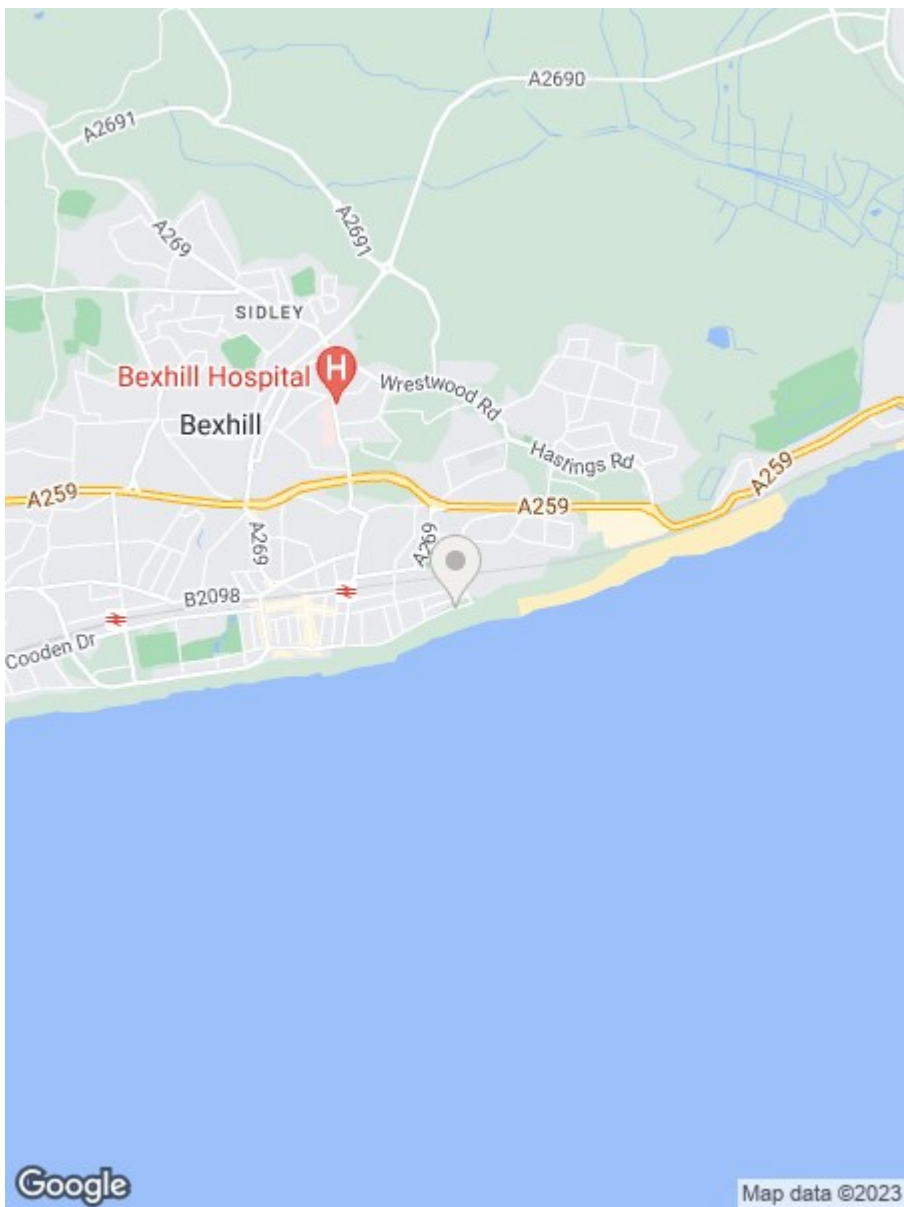 A2690
A2691
A2691
A269
SIDLEY
Bexhill Hospital
H
Wrestwood Rd
Bexhill
Hastings Rd
A259
A259
A259
A269
A269
B2098
Cooden Dr
Google
Map data ©2023